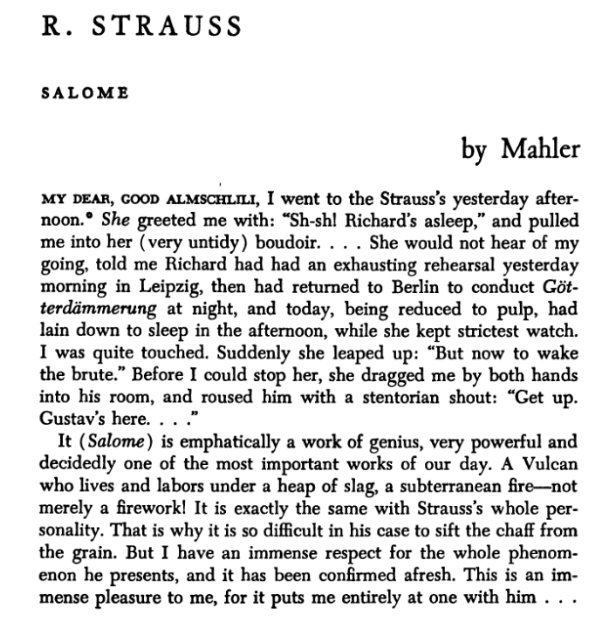 R. STRAUSS
SALOME
by Mahler
MY DEAR, GOOD ALMSCHLILI, I went to the Strauss's yesterday after-
noon.* She greeted me with: "Sh-sh! Richard's asleep," and pulled
me into her (very untidy) boudoir. . . . She would not hear of my
going, told me Richard had had an exhausting rehearsal yesterday
morning in Leipzig, then had returned to Berlin to conduct Göt-
terdämmerung at night, and today, being reduced to pulp, had
lain down to sleep in the afternoon, while she kept strictest watch.
I was quite touched. Suddenly she leaped up: "But now to wake
the brute." Before I could stop her, she dragged me by both hands
into his room, and roused him with a stentorian shout: "Get up.
Gustav's here. . . ."
It (Salome) is emphatically a work of genius, very powerful and
decidedly one of the most important works of our day. A Vulcan
who lives and labors under a heap of slag, a subterranean fire—not
merely a firework! It is exactly the same with Strauss's whole per-
sonality. That is why it is so difficult in his case to sift the chaff from
the grain. But I have an immense respect for the whole phenom-
enon he presents, and it has been confirmed afresh. This is an im-
mense pleasure to me, for it puts me entirely at one with him . . .